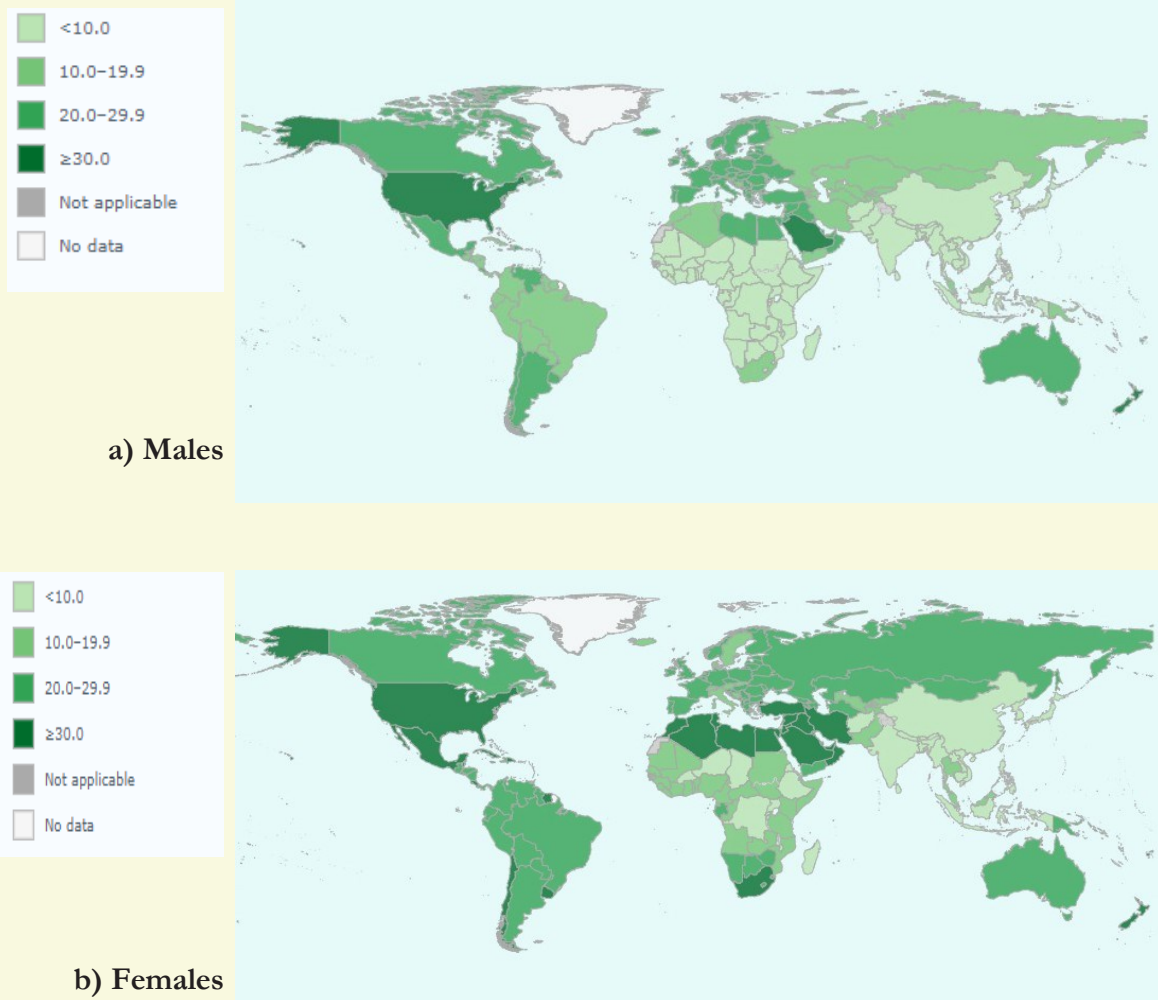 <10.0
10.0–19.9
20.0–29.9
≥30.0
Not applicable
No data
a) Males
<10.0
10.0–19.9
20.0–29.9
≥30.0
Not applicable
No data
b) Females